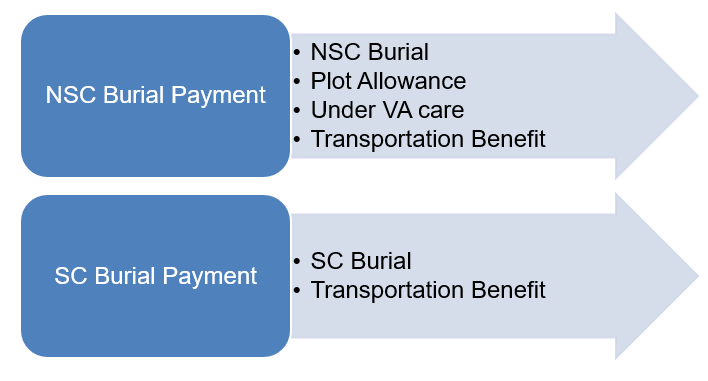 NSC Burial Payment
• NSC Burial
• Plot Allowance
• Under VA care
• Transportation Benefit
SC Burial Payment
• SC Burial
• Transportation Benefit